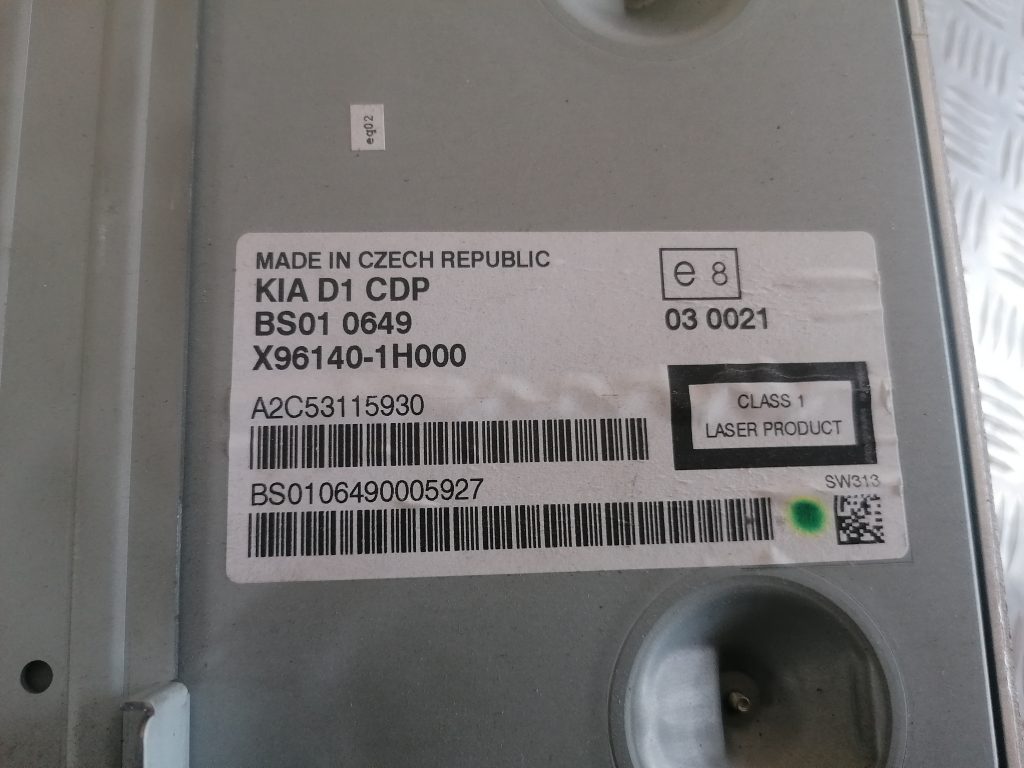 eq02
MADE IN CZECH REPUBLIC
KIA D1 CDP
BS01 0649
X96140-1H000
e 8
03 0021
A2C53115930
CLASS 1
LASER PRODUCT
BS0106490005927
SW313